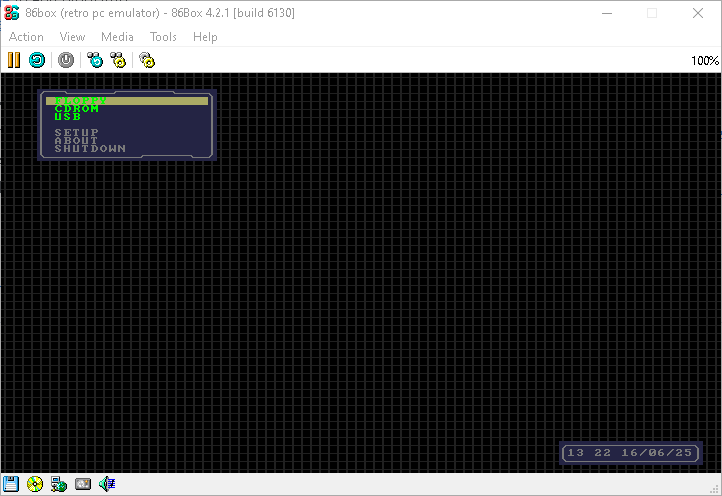 86box (retro pc emulator) - 86Box 4.2.1 [build 6130]
Action View Media Tools Help
100%
FLOPPY
CDROM
USB
SETUP
ABOUT
SHUTDOWN
13 22 16/06/25